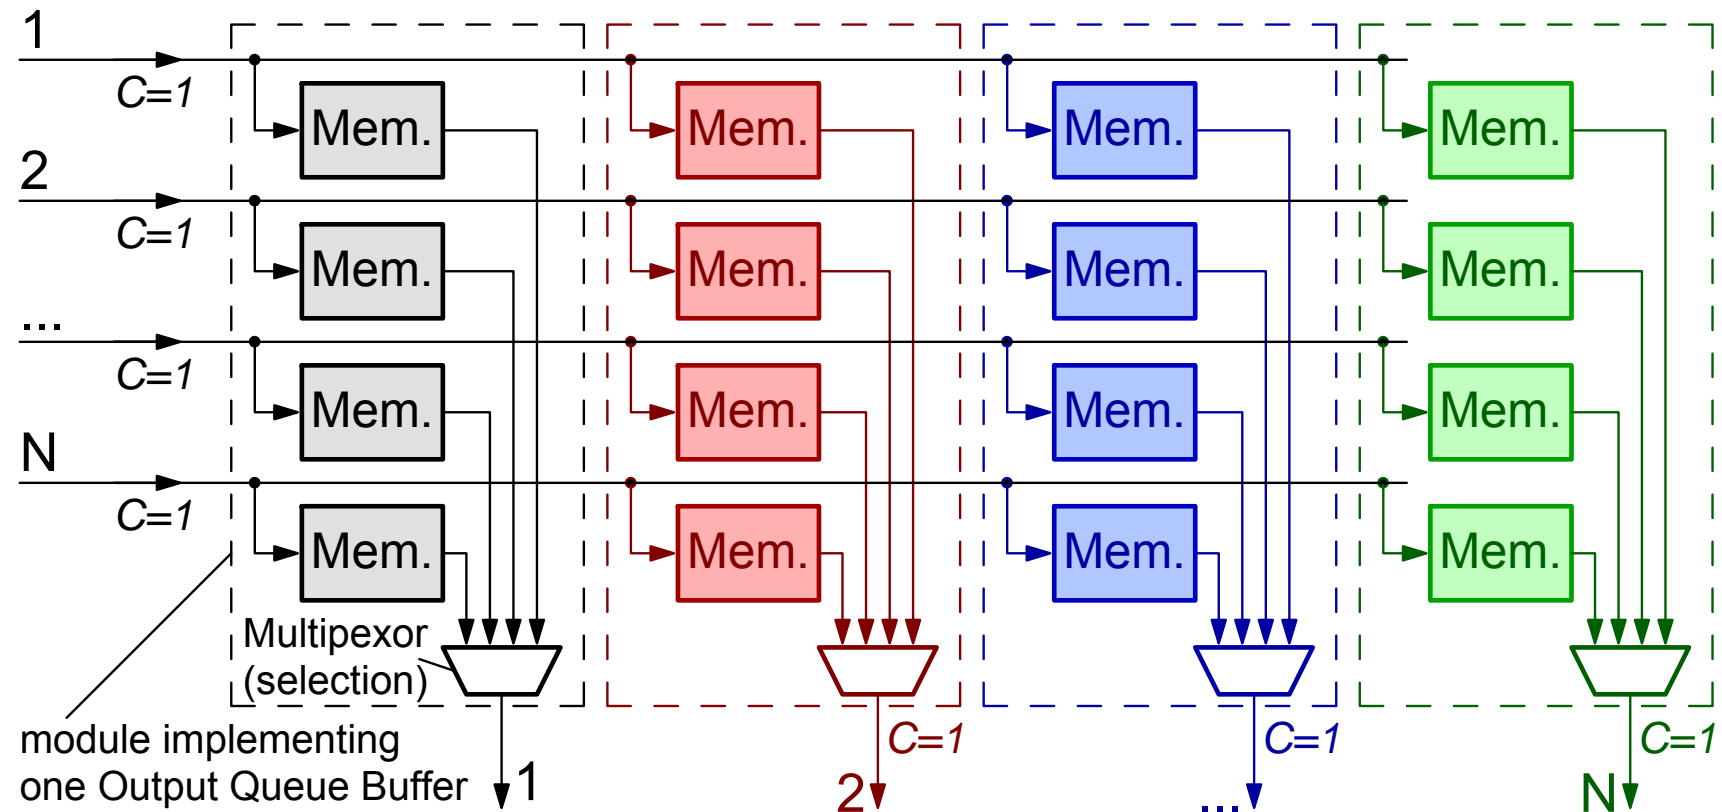 1
C=1
Mem. Mem. Mem. Mem.
2
C=1
Mem. Mem. Mem. Mem.
...
C=1
Mem. Mem. Mem. Mem.
N
C=1
Mem. Mem. Mem. Mem.
Multipexor
(selection)
module implementing
one Output Queue Buffer
C=1 C=1 C=1
1 2 ... N